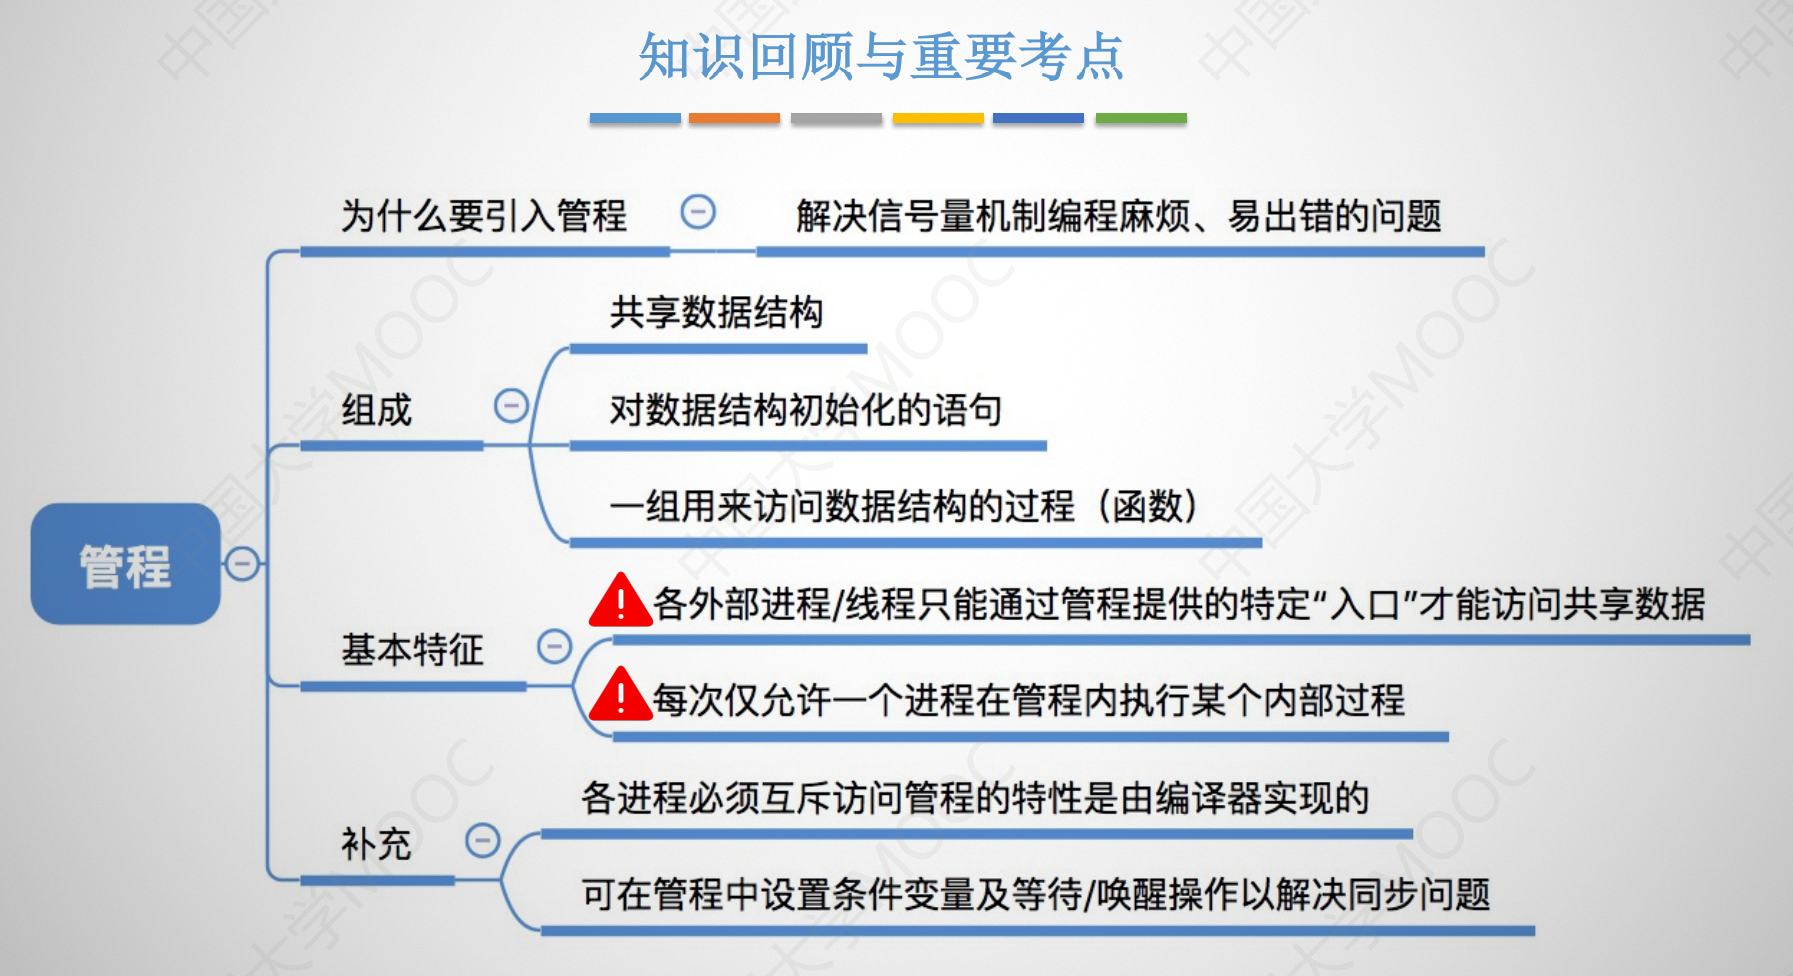 知识回顾与重要考点
为什么要引入管程
解决信号量机制编程麻烦、易出错的问题
共享数据结构
组成
对数据结构初始化的语句
一组用来访问数据结构的过程（函数）
管程
各外部进程/线程只能通过管程提供的特定“入口”才能访问共享数据
基本特征
每次仅允许一个进程在管程内执行某个内部过程
各进程必须互斥访问管程的特性是由编译器实现的
补充
可在管程中设置条件变量及等待/唤醒操作以解决同步问题
中国大学MOOC